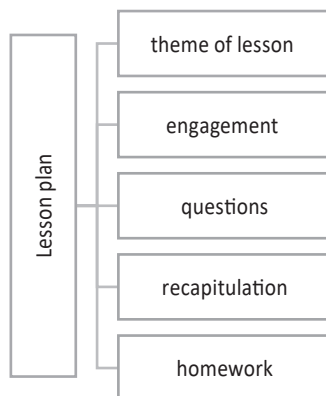 Lesson plan
theme of lesson
engagement
questions
recapitulation
homework